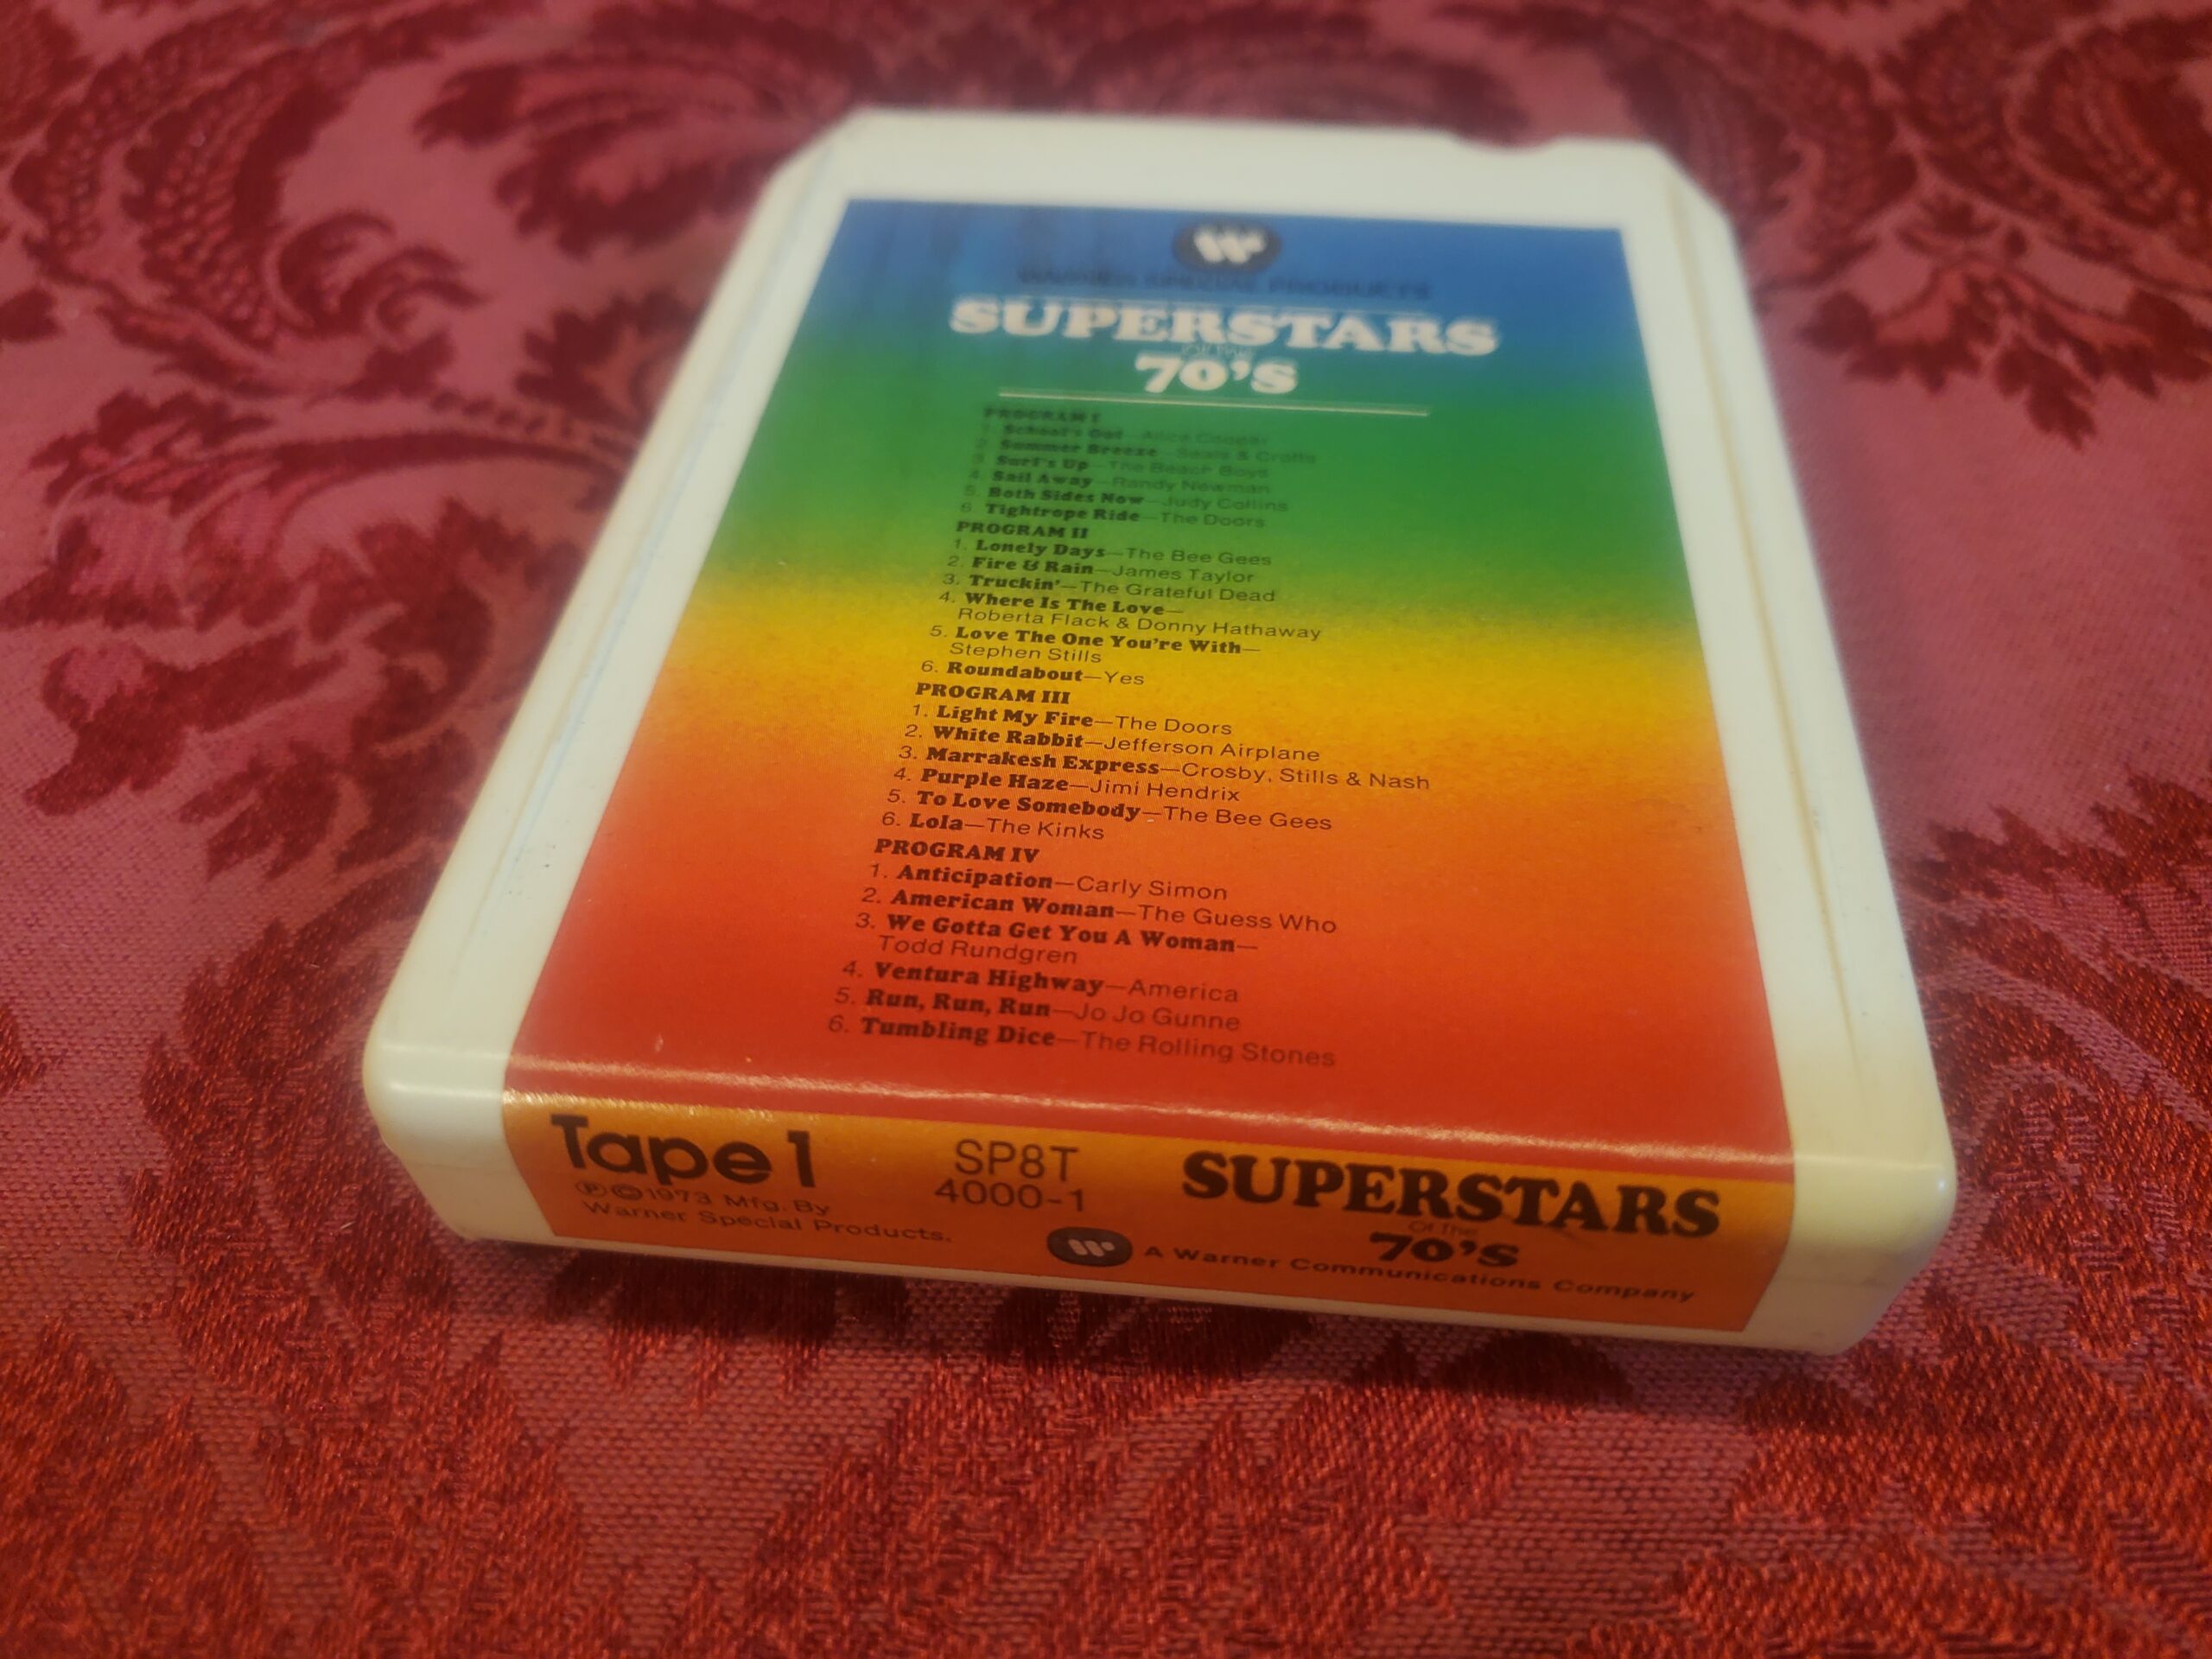 WARNER SPECIAL PRODUCTS
SUPERSTARS
OF THE
70'S
PROGRAM I
1. School's Out—Alice Cooper
2. Summer Breeze—Seals & Crofts
3. Surf's Up—The Beach Boys
4. Sail Away—Randy Newman
5. Both Sides Now—Judy Collins
6. Tightrope Ride—The Doors
PROGRAM II
1. Lonely Days—The Bee Gees
2. Fire & Rain—James Taylor
3. Truckin'—The Grateful Dead
4. Where Is The Love—
Roberta Flack & Donny Hathaway
5. Love The One You're With—
Stephen Stills
6. Roundabout—Yes
PROGRAM III
1. Light My Fire—The Doors
2. White Rabbit—Jefferson Airplane
3. Marrakesh Express—Crosby, Stills & Nash
4. Purple Haze—Jimi Hendrix
5. To Love Somebody—The Bee Gees
6. Lola—The Kinks
PROGRAM IV
1. Anticipation—Carly Simon
2. American Woman—The Guess Who
3. We Gotta Get You A Woman—
Todd Rundgren
4. Ventura Highway—America
5. Run, Run, Run—Jo Jo Gunne
6. Tumbling Dice—The Rolling Stones
Tape 1
℗©1973 Mfg. By
Warner Special Products.
SP8T
4000-1
SUPERSTARS
Of The
70'S
A Warner Communications Company